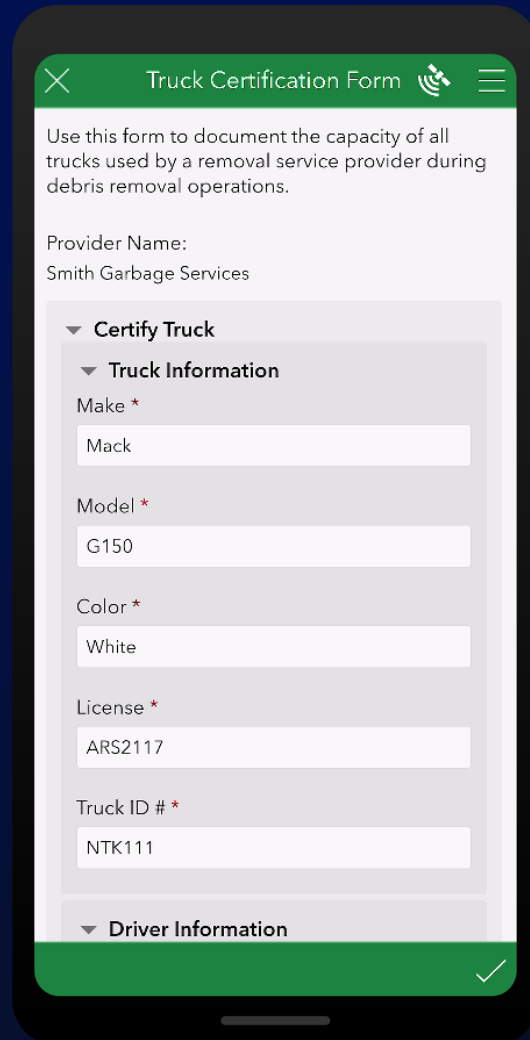 Truck Certification Form
Use this form to document the capacity of all
trucks used by a removal service provider during
debris removal operations.
Provider Name:
Smith Garbage Services
Certify Truck
Truck Information
Make *
Mack
Model *
G150
Color *
White
License *
ARS2117
Truck ID # *
NTK111
Driver Information